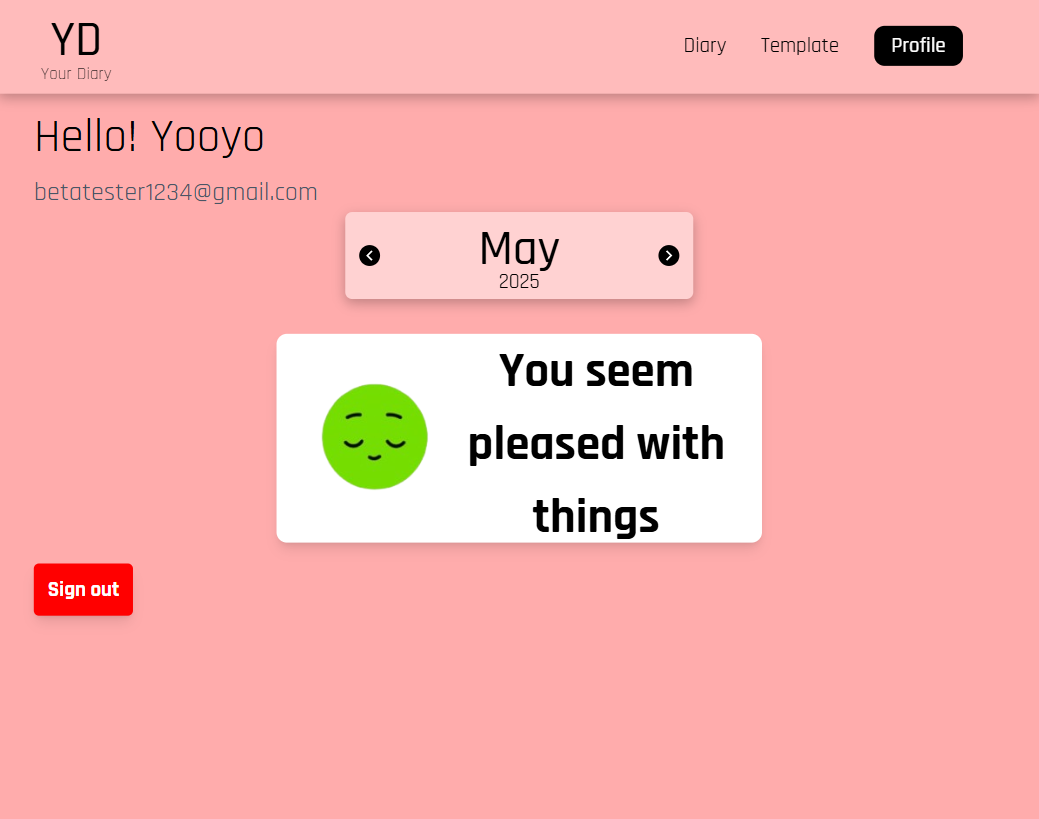 YD
Your Diary
Diary Template Profile
Hello! Yooyo
betatester1234@gmail.com
May
2025
You seem
pleased with
things
Sign out